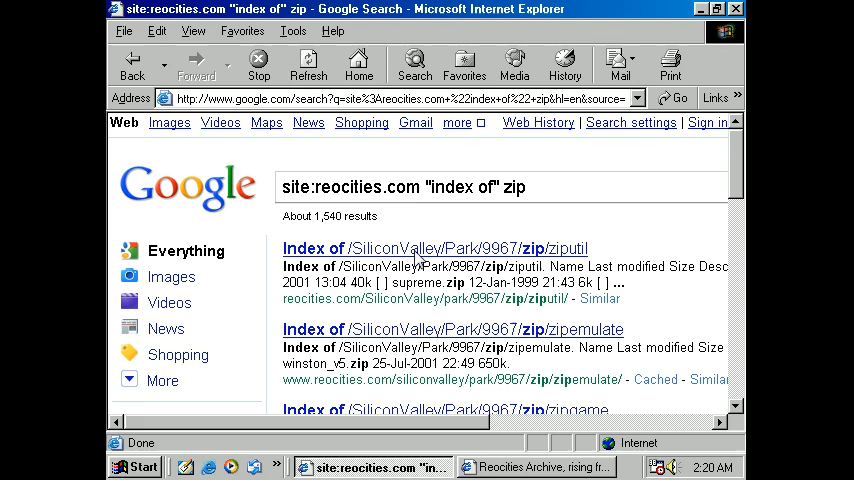 site:reocities.com "index of" zip - Google Search - Microsoft Internet Explorer
File Edit View Favorites Tools Help
Back Forward Stop Refresh Home Search Favorites Media History Mail Print
Address http://www.google.com/search?q=site%3Areocities.com+%22index+of%22+zip&hl=en&source= Go Links »
Web Images Videos Maps News Shopping Gmail more Web History | Search settings | Sign in
Google
site:reocities.com "index of" zip
About 1,540 results
Everything
Images
Videos
News
Shopping
More
Index of /SiliconValley/Park/9967/zip/ziputil
Index of /SiliconValley/Park/9967/zip/ziputil. Name Last modified Size Desc
2001 13:04 40k [ ] supreme.zip 12-Jan-1999 21:43 6k [ ] ...
reocities.com/SiliconValley/park/9967/zip/ziputil/ - Similar
Index of /SiliconValley/Park/9967/zip/zipemulate
Index of /SiliconValley/Park/9967/zip/zipemulate. Name Last modified Size
winston_v5.zip 25-Jul-2001 22:49 650k.
www.reocities.com/siliconvalley/park/9967/zip/zipemulate/ - Cached - Similar
Index of /SiliconValley/Park/9967/zip/zipgame
Done Internet
Start » site:reocities.com "in... Reocities Archive, rising fr... 2:20 AM